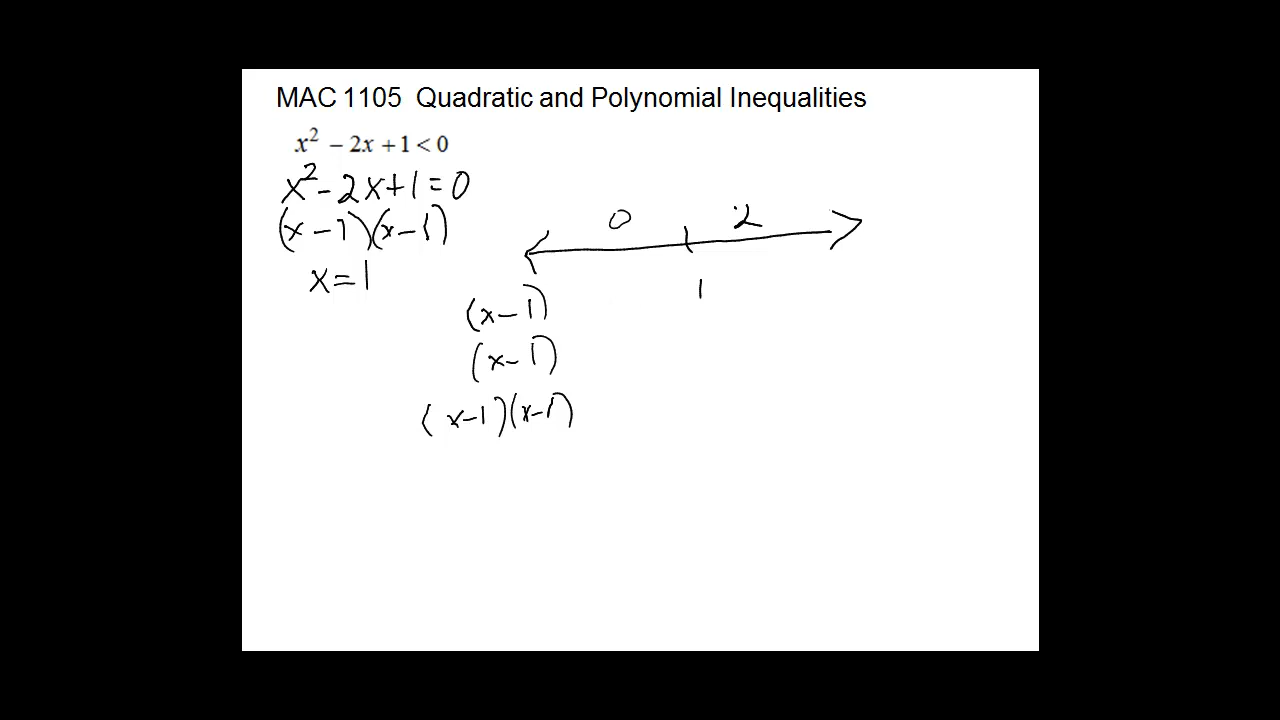 MAC 1105 Quadratic and Polynomial Inequalities
x² − 2x + 1 < 0
x² − 2x + 1 = 0
(x − 1)(x − 1)
0 2
x = 1
1
(x − 1)
(x − 1)
(x − 1)(x − 1)